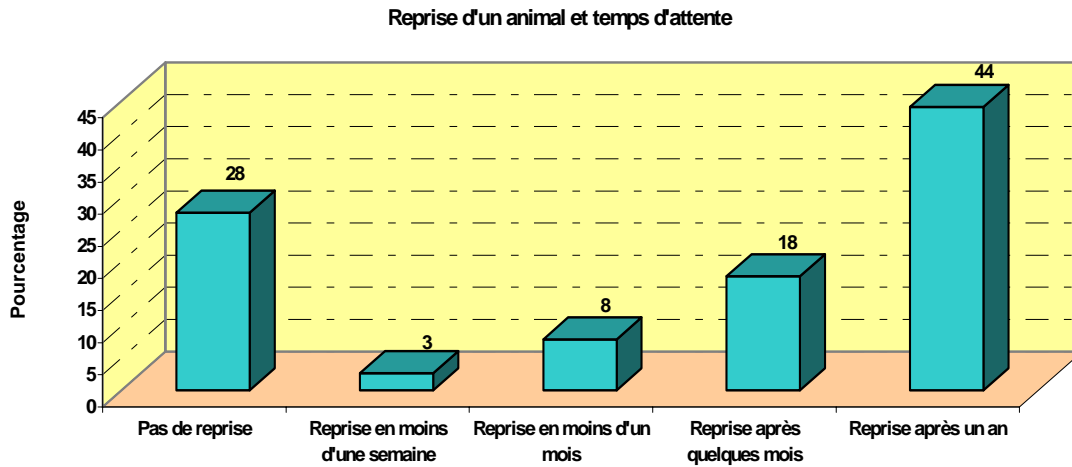 Reprise d'un animal et temps d'attente
Pourcentage
45
40
35
30
25
20
15
10
5
0
28
3
8
18
44
Pas de reprise
Reprise en moins
d'une semaine
Reprise en moins d'un
mois
Reprise après
quelques mois
Reprise après un an